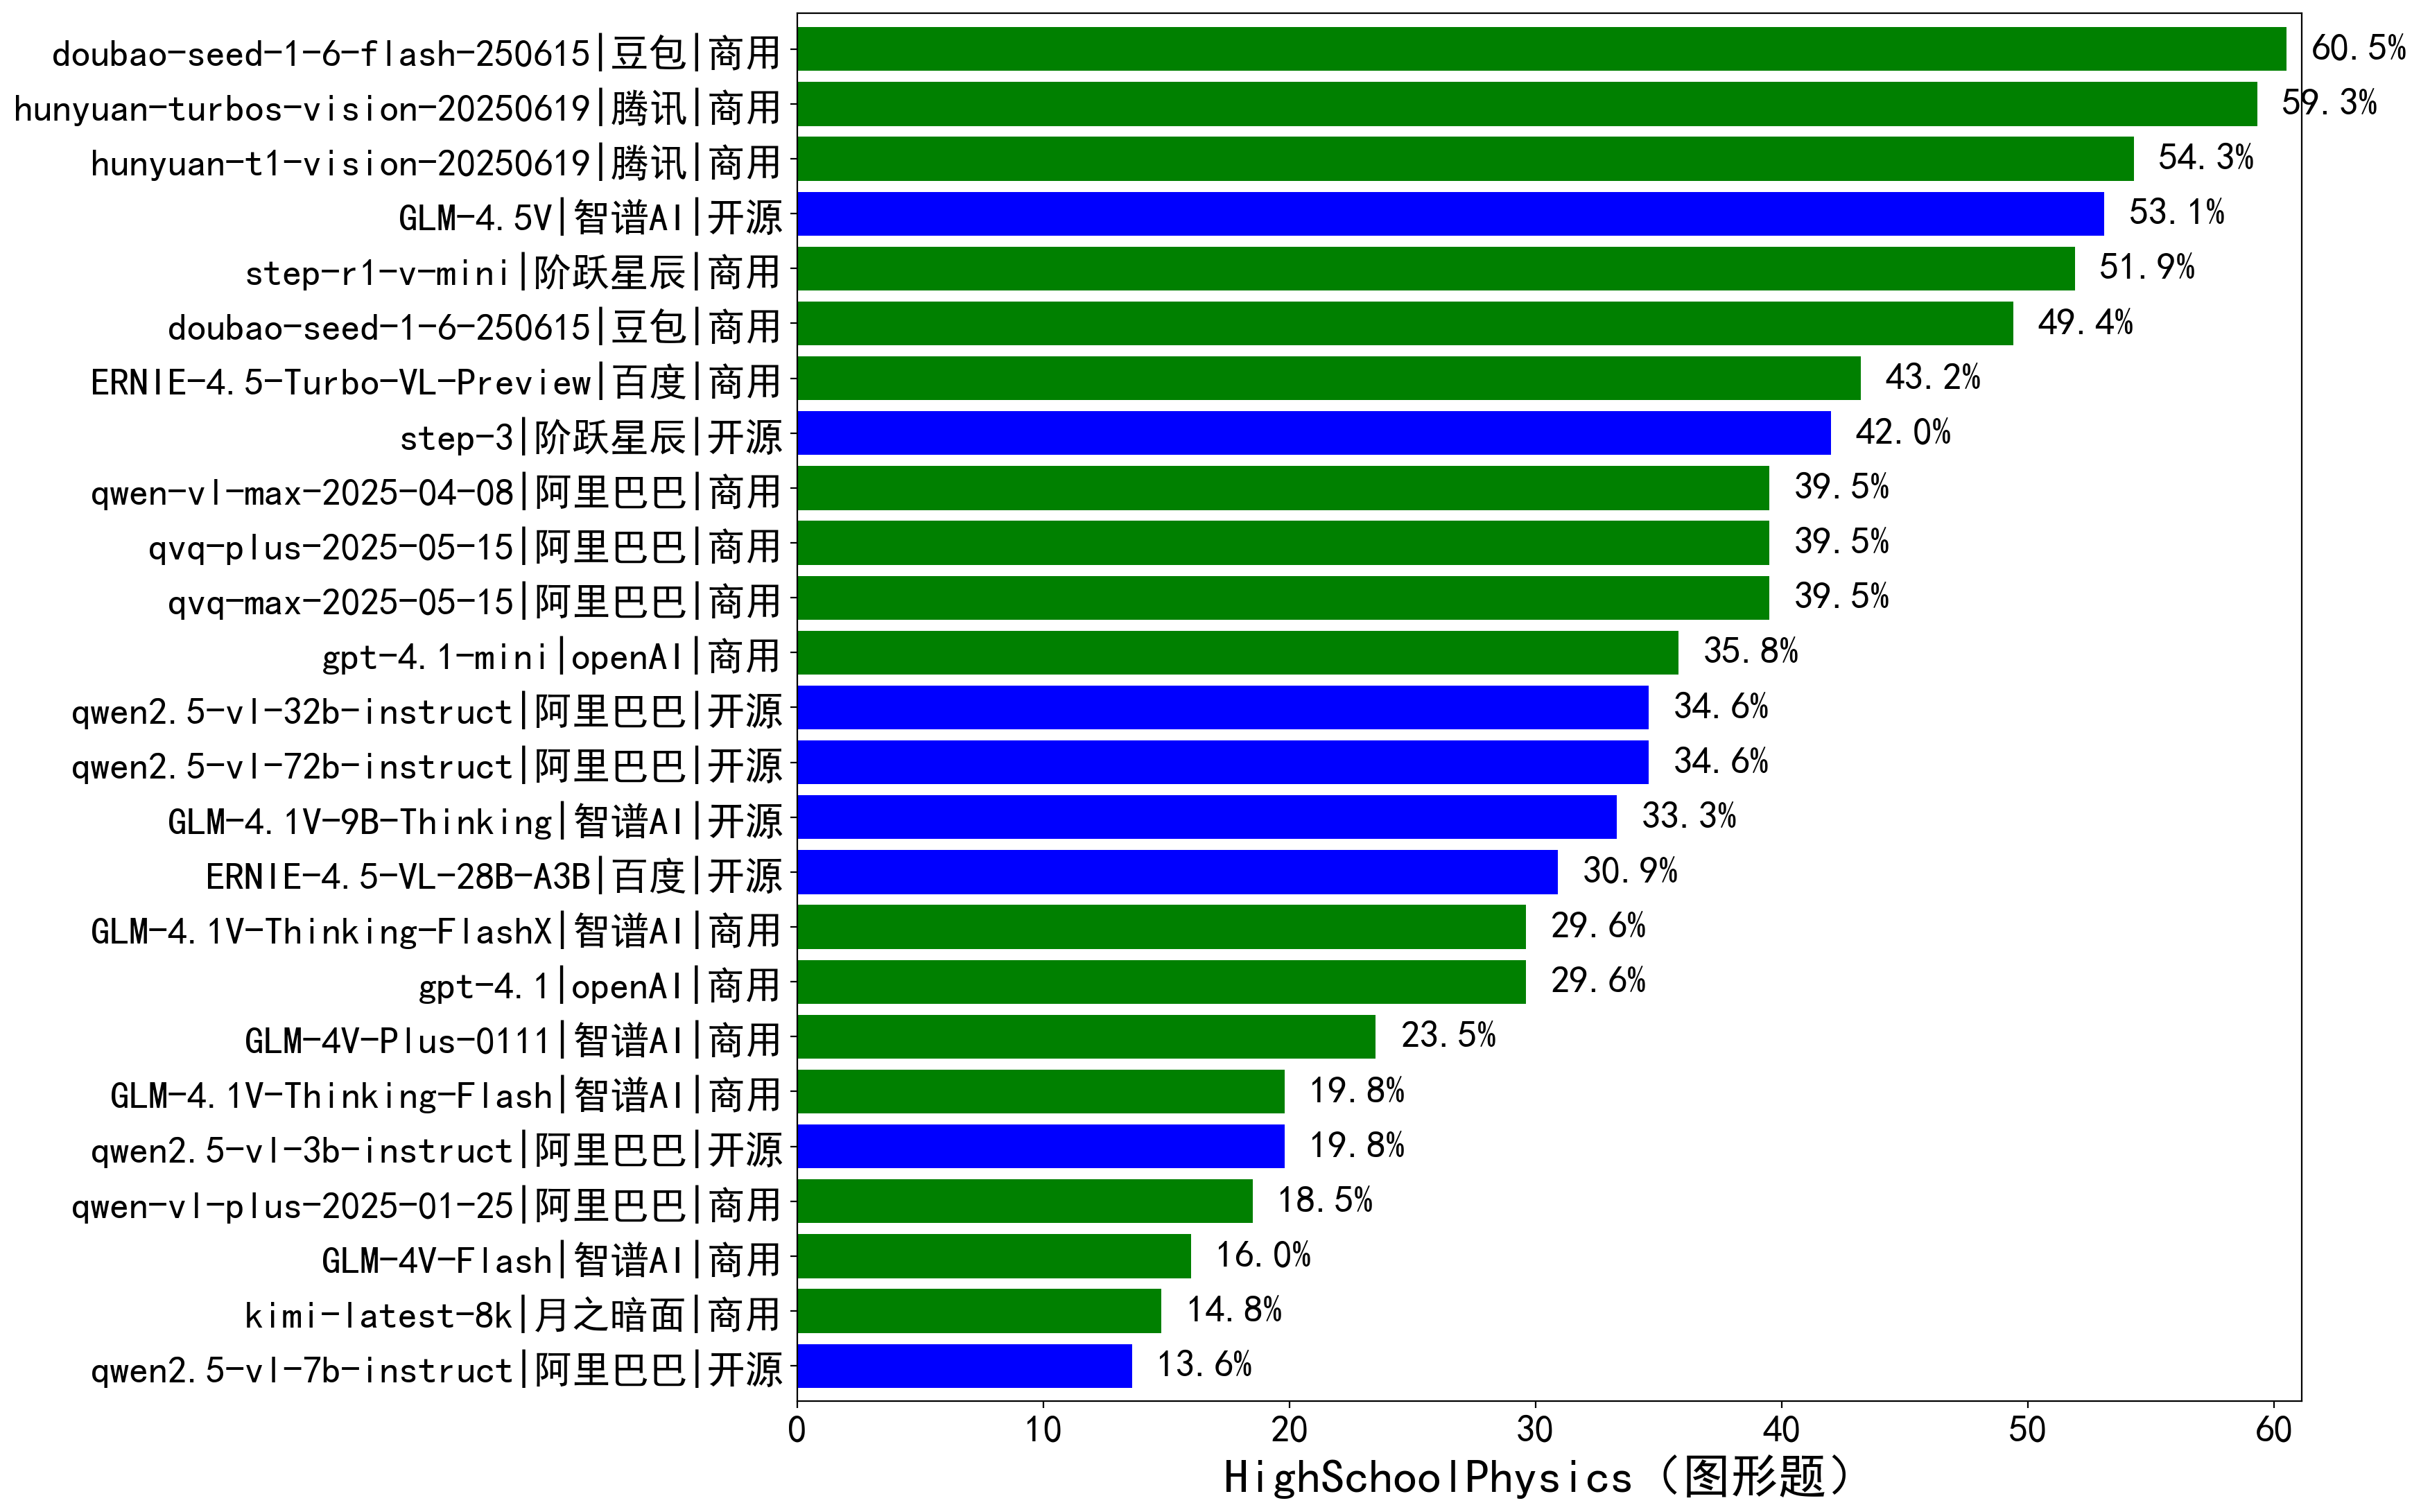 doubao-seed-1-6-flash-250615|豆包|商用 60.5%
hunyuan-turbos-vision-20250619|腾讯|商用 59.3%
hunyuan-t1-vision-20250619|腾讯|商用 54.3%
GLM-4.5V|智谱AI|开源 53.1%
step-r1-v-mini|阶跃星辰|商用 51.9%
doubao-seed-1-6-250615|豆包|商用 49.4%
ERNIE-4.5-Turbo-VL-Preview|百度|商用 43.2%
step-3|阶跃星辰|开源 42.0%
qwen-vl-max-2025-04-08|阿里巴巴|商用 39.5%
qvq-plus-2025-05-15|阿里巴巴|商用 39.5%
qvq-max-2025-05-15|阿里巴巴|商用 39.5%
gpt-4.1-mini|openAI|商用 35.8%
qwen2.5-vl-32b-instruct|阿里巴巴|开源 34.6%
qwen2.5-vl-72b-instruct|阿里巴巴|开源 34.6%
GLM-4.1V-9B-Thinking|智谱AI|开源 33.3%
ERNIE-4.5-VL-28B-A3B|百度|开源 30.9%
GLM-4.1V-Thinking-FlashX|智谱AI|商用 29.6%
gpt-4.1|openAI|商用 29.6%
GLM-4V-Plus-0111|智谱AI|商用 23.5%
GLM-4.1V-Thinking-Flash|智谱AI|商用 19.8%
qwen2.5-vl-3b-instruct|阿里巴巴|开源 19.8%
qwen-vl-plus-2025-01-25|阿里巴巴|商用 18.5%
GLM-4V-Flash|智谱AI|商用 16.0%
kimi-latest-8k|月之暗面|商用 14.8%
qwen2.5-vl-7b-instruct|阿里巴巴|开源 13.6%
0 10 20 30 40 50 60
HighSchoolPhysics（图形题）